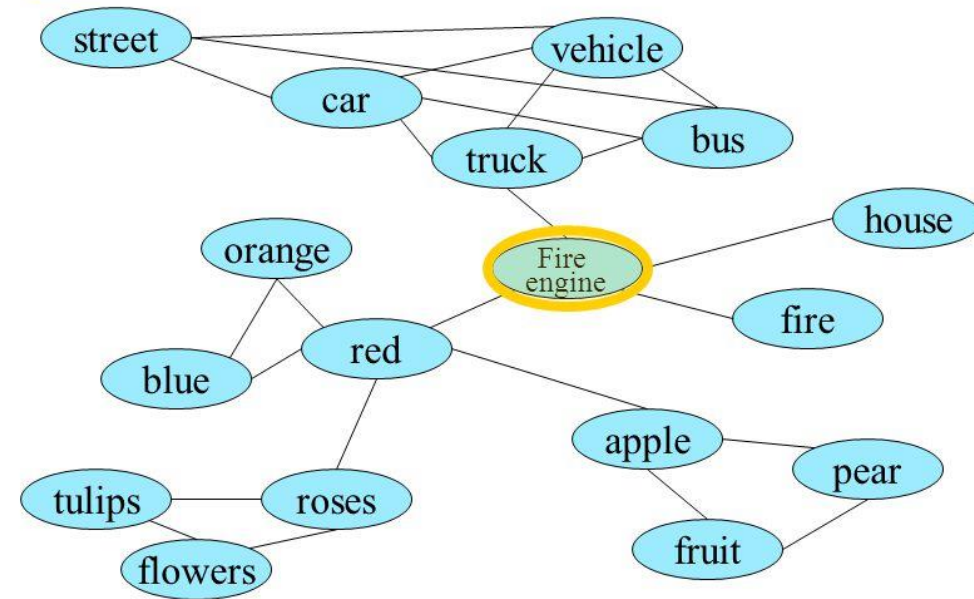 street
vehicle
car
bus
truck
house
orange
Fire
engine
fire
red
blue
apple
pear
tulips
roses
fruit
flowers